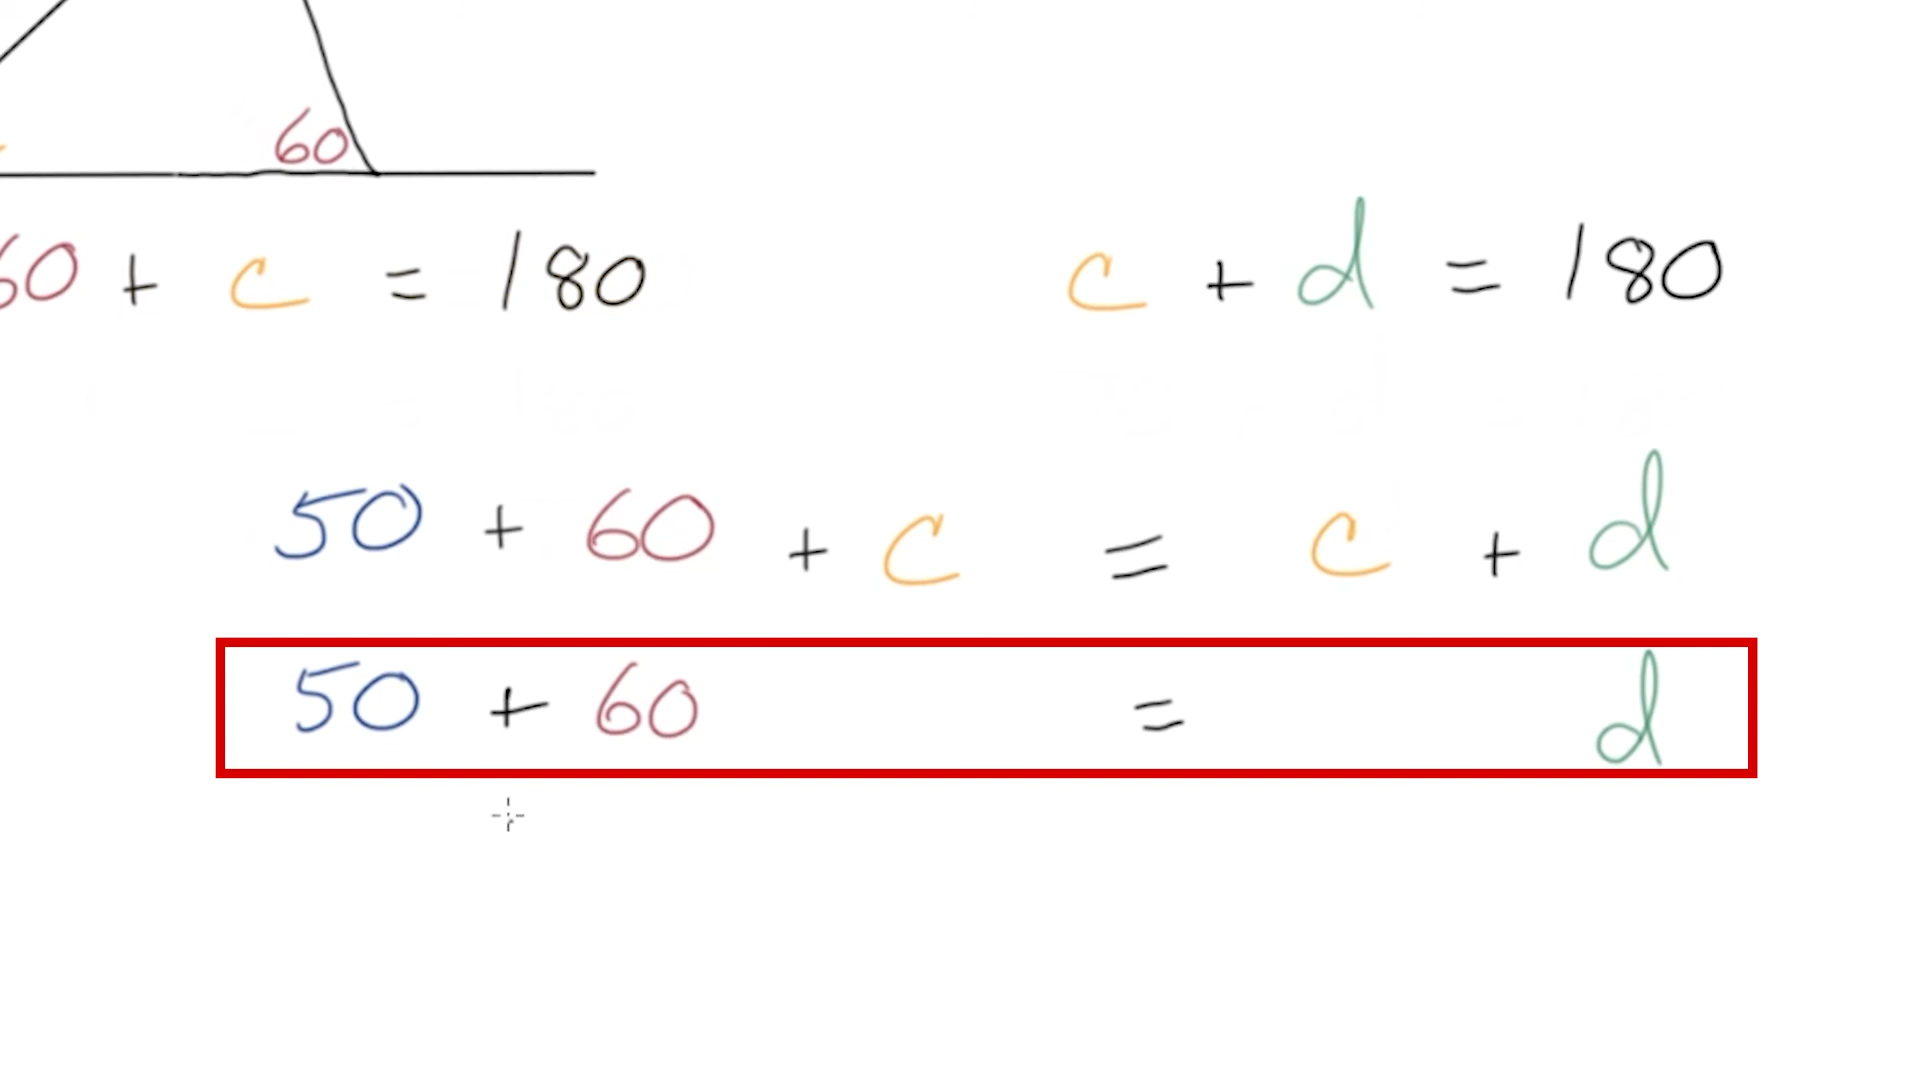 60
60 + c = 180
c + d = 180
50 + 60 + c = c + d
50 + 60 = d